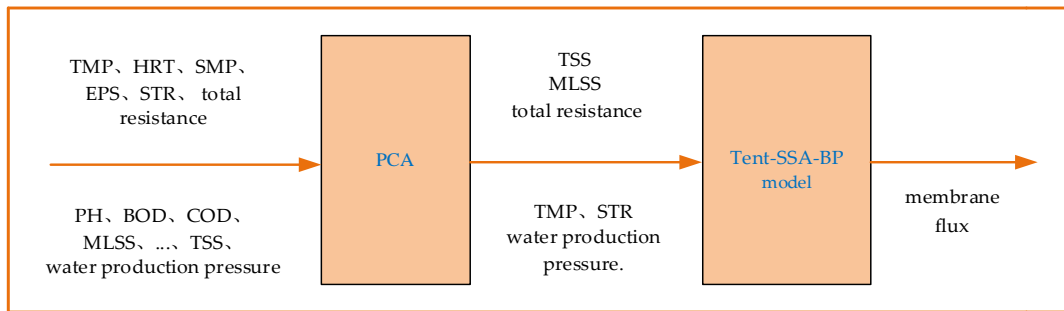 TMP、HRT、SMP、
EPS、STR、 total
resistance
PH、BOD、COD、
MLSS、...、TSS、
water production pressure
PCA
TSS
MLSS
total resistance
TMP、STR
water production
pressure.
Tent-SSA-BP
model
membrane
flux